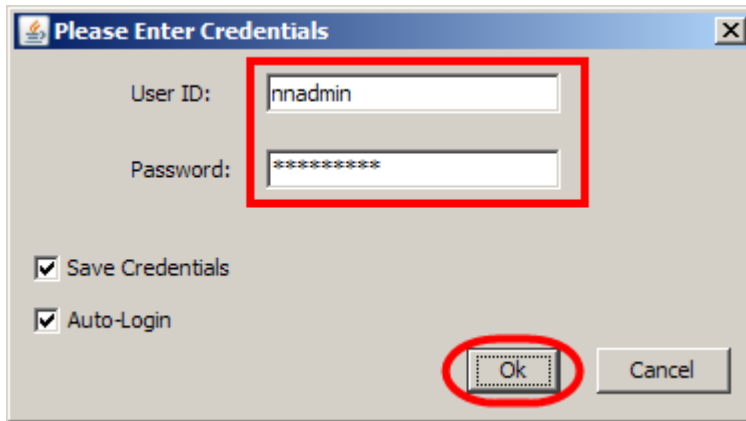 Please Enter Credentials
User ID: nnadmin
Password: *********
Save Credentials
Auto-Login
Ok Cancel